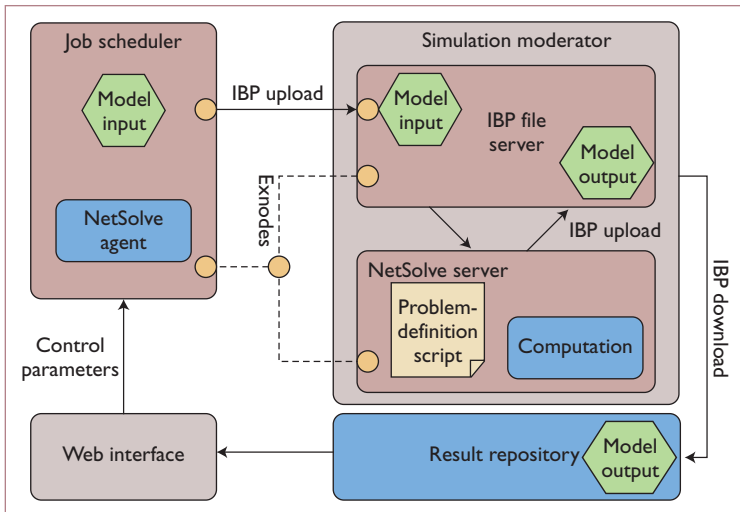 Job scheduler
Model
input
NetSolve
agent
IBP upload
Exnodes
Simulation moderator
Model
input
IBP file
server
Model
output
IBP upload
NetSolve server
Problem-
definition
script
Computation
IBP download
Control
parameters
Web interface
Result repository
Model
output